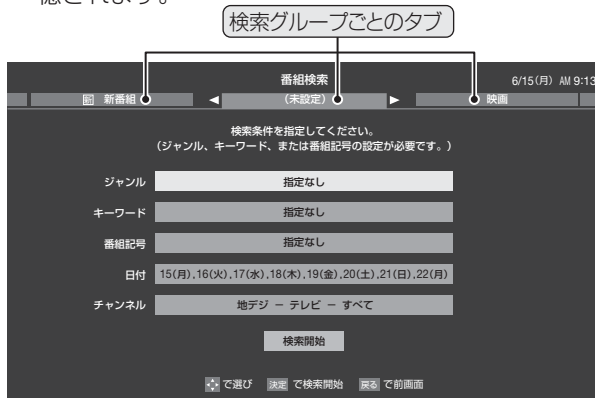 憶されます。
検索グループごとのタブ
番組検索 6/15(月) AM 9:13
新 新番組 ◀ (未設定) ▶ 映画
検索条件を指定してください。
(ジャンル、キーワード、または番組記号の設定が必要です。)
ジャンル 指定なし
キーワード 指定なし
番組記号 指定なし
日付 15(月),16(火),17(水),18(木),19(金),20(土),21(日),22(月)
チャンネル 地デジ － テレビ － すべて
検索開始
で選び 決定 で検索開始 戻る で前画面